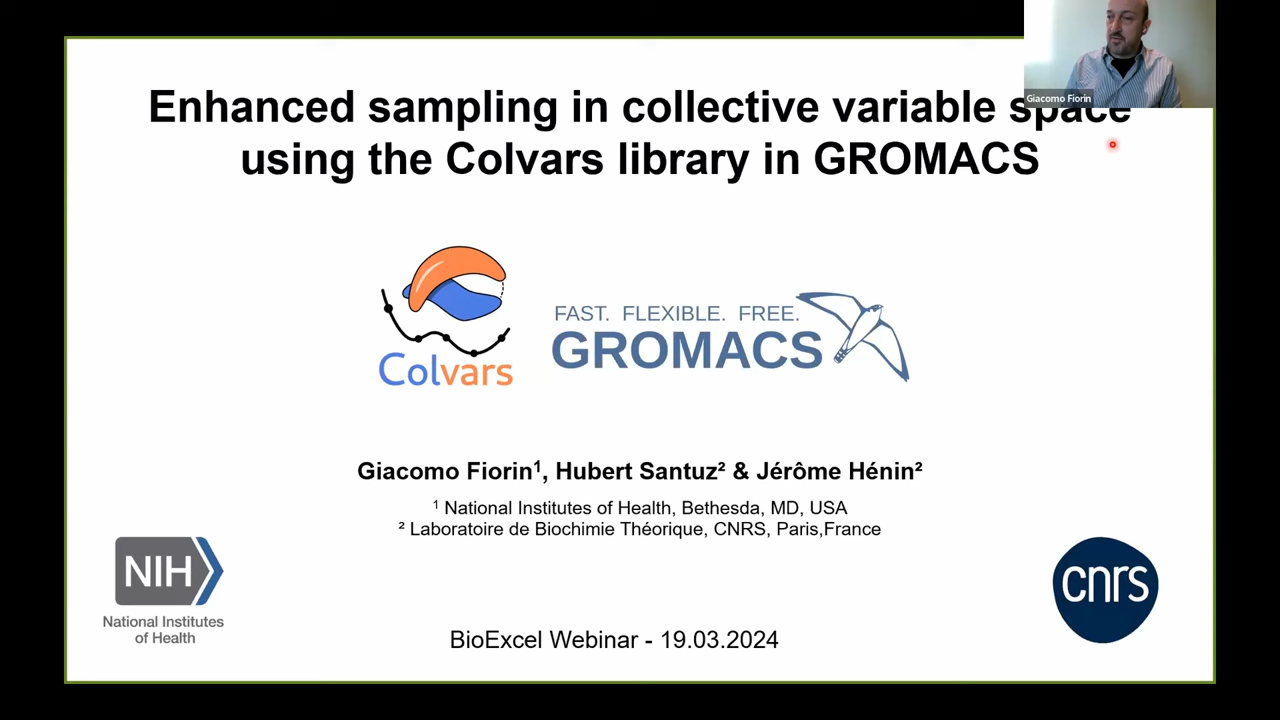 Giacomo Fiorin
Enhanced sampling in collective variable space
using the Colvars library in GROMACS
Colvars
FAST. FLEXIBLE. FREE.
GROMACS
Giacomo Fiorin¹, Hubert Santuz² & Jérôme Hénin²
¹ National Institutes of Health, Bethesda, MD, USA
² Laboratoire de Biochimie Théorique, CNRS, Paris,France
NIH
National Institutes
of Health
cnrs
BioExcel Webinar - 19.03.2024